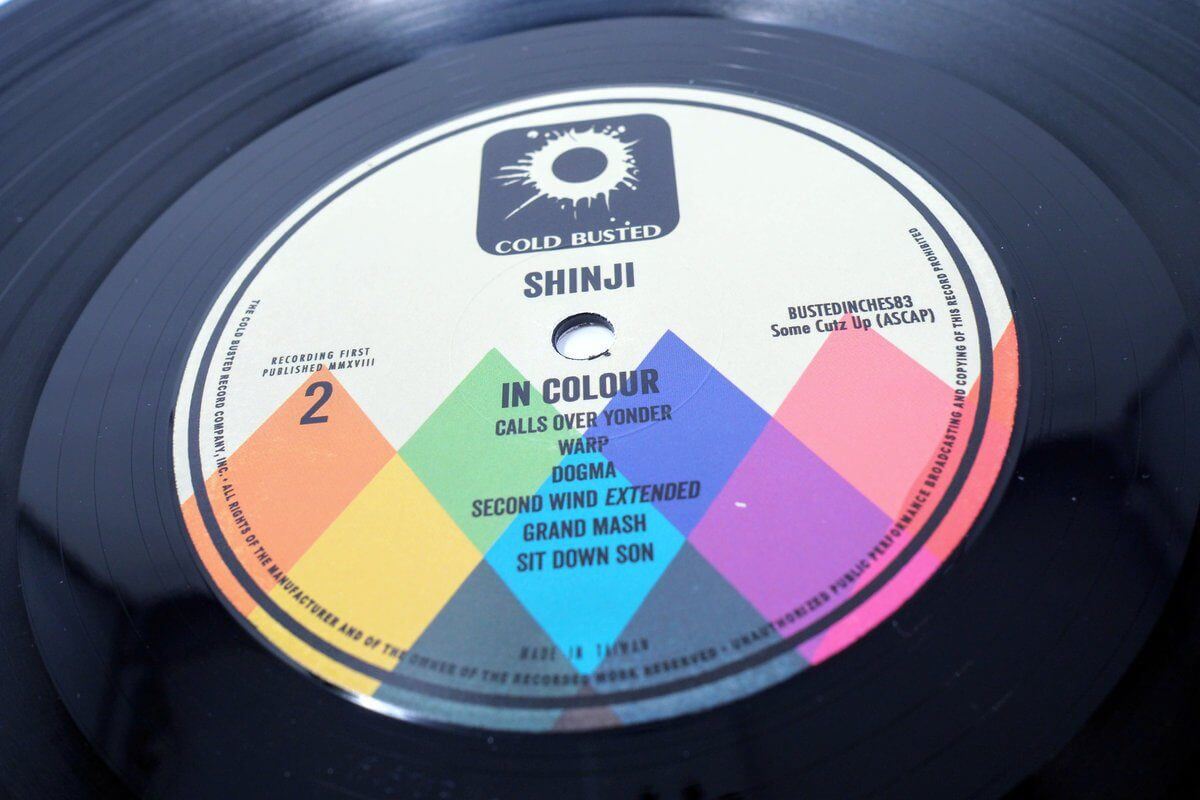 COLD BUSTED
SHINJI
RECORDING FIRST
PUBLISHED MMXVIII
2
BUSTEDINCHES83
Some Cutz Up (ASCAP)
IN COLOUR
CALLS OVER YONDER
WARP
DOGMA
SECOND WIND EXTENDED
GRAND MASH
SIT DOWN SON
MADE IN TAIWAN
THE COLD BUSTED RECORD COMPANY, INC. • ALL RIGHTS OF THE MANUFACTURER AND OF THE OWNER OF THE RECORDED WORK RESERVED • UNAUTHORIZED PUBLIC PERFORMANCE BROADCASTING AND COPYING OF THIS RECORD PROHIBITED